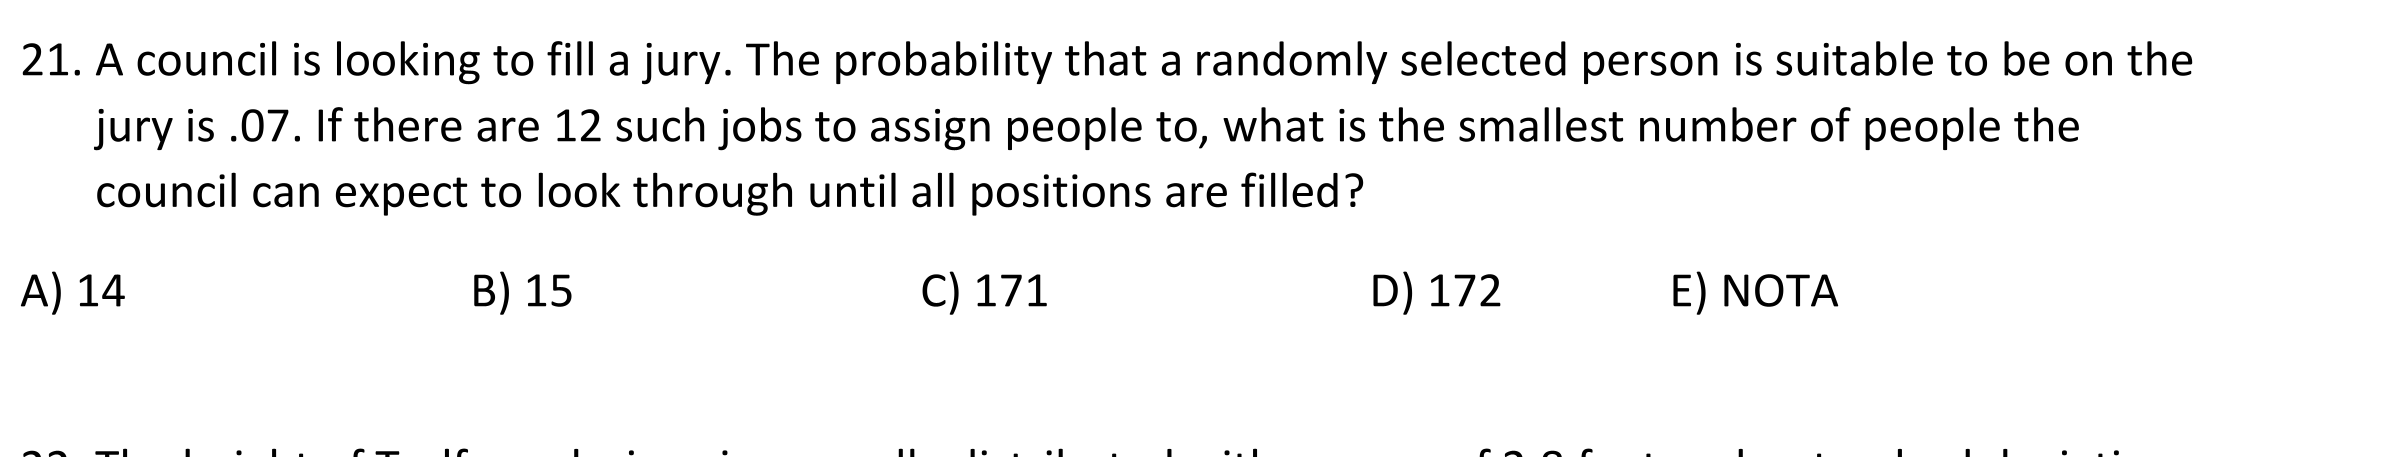 21. A council is looking to fill a jury. The probability that a randomly selected person is suitable to be on the
jury is .07. If there are 12 such jobs to assign people to, what is the smallest number of people the
council can expect to look through until all positions are filled?
A) 14 B) 15 C) 171 D) 172 E) NOTA